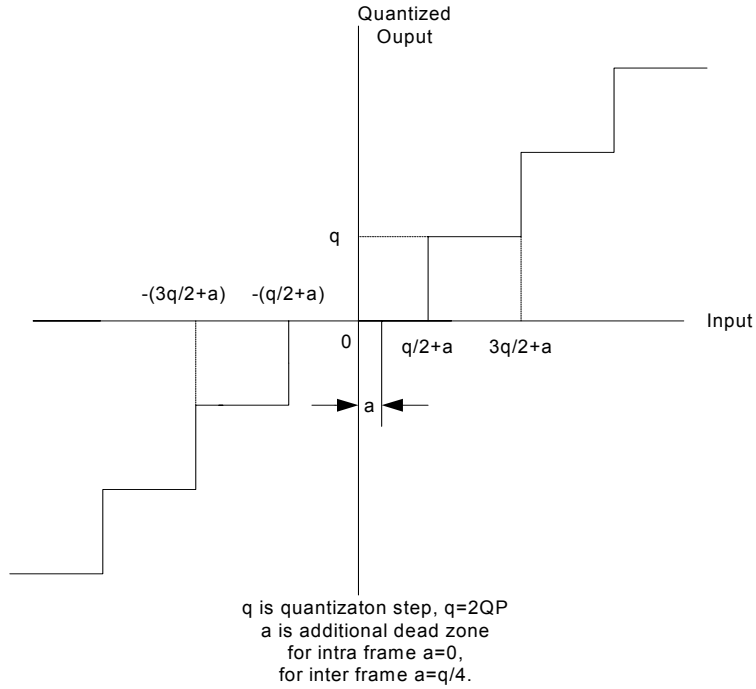 Quantized
Ouput
q
-(3q/2+a)
-(q/2+a)
Input
0
q/2+a
3q/2+a
a
q is quantizaton step, q=2QP
a is additional dead zone
for intra frame a=0,
for inter frame a=q/4.